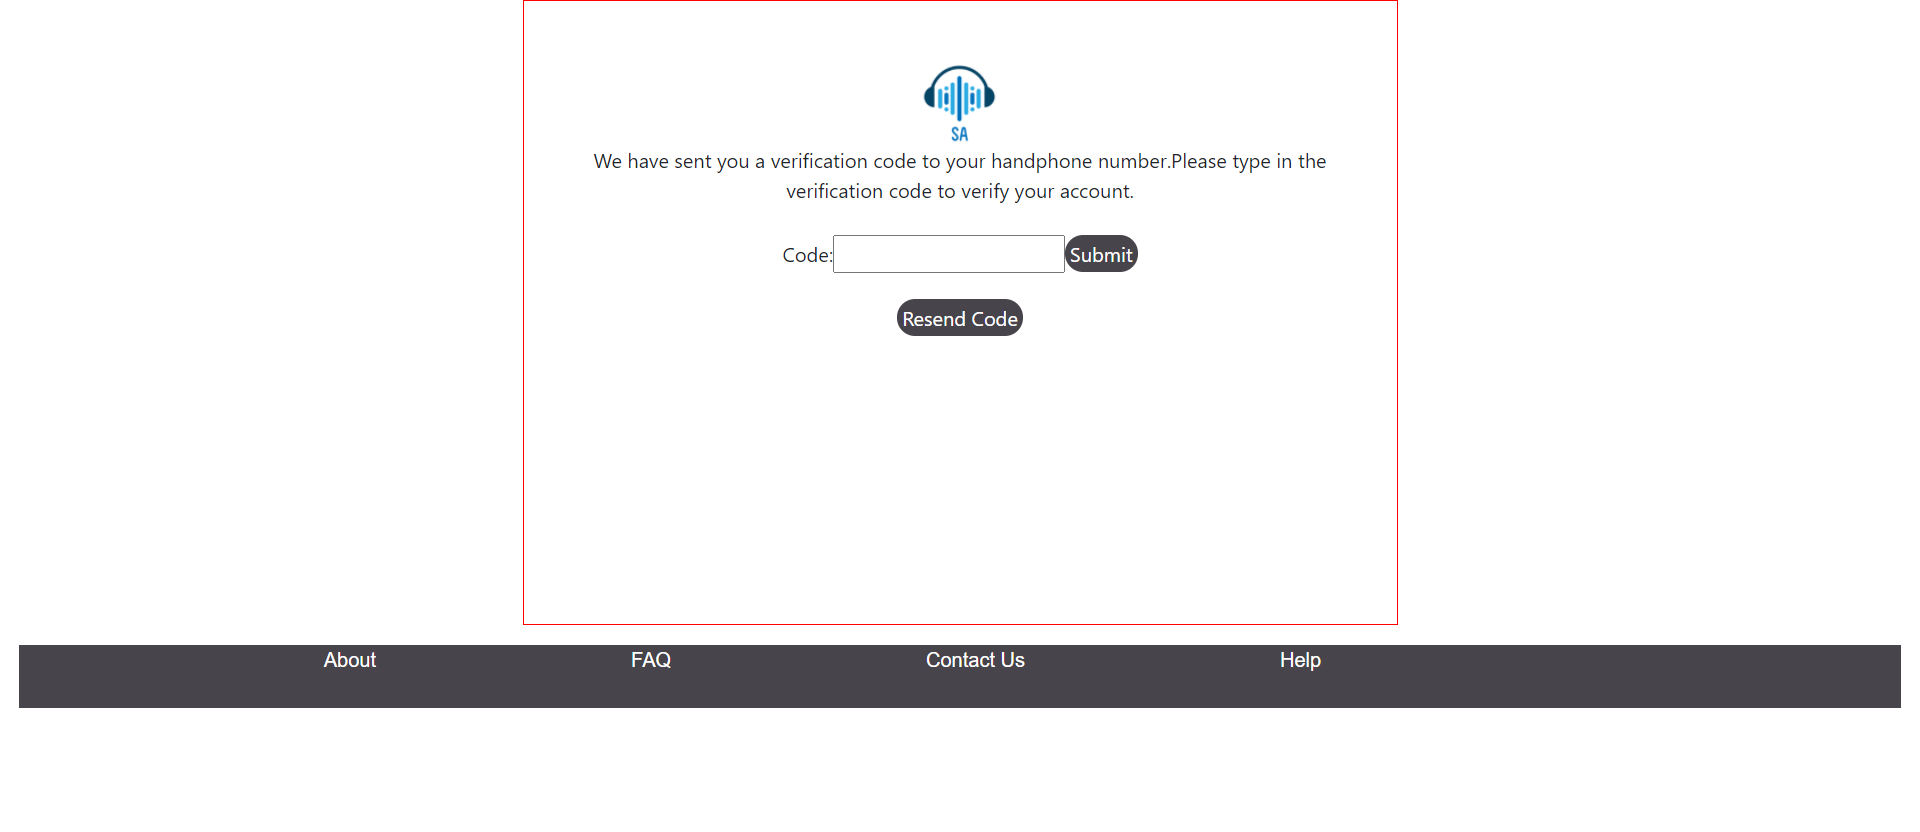 SA
We have sent you a verification code to your handphone number.Please type in the
verification code to verify your account.
Code:
Submit
Resend Code
About
FAQ
Contact Us
Help